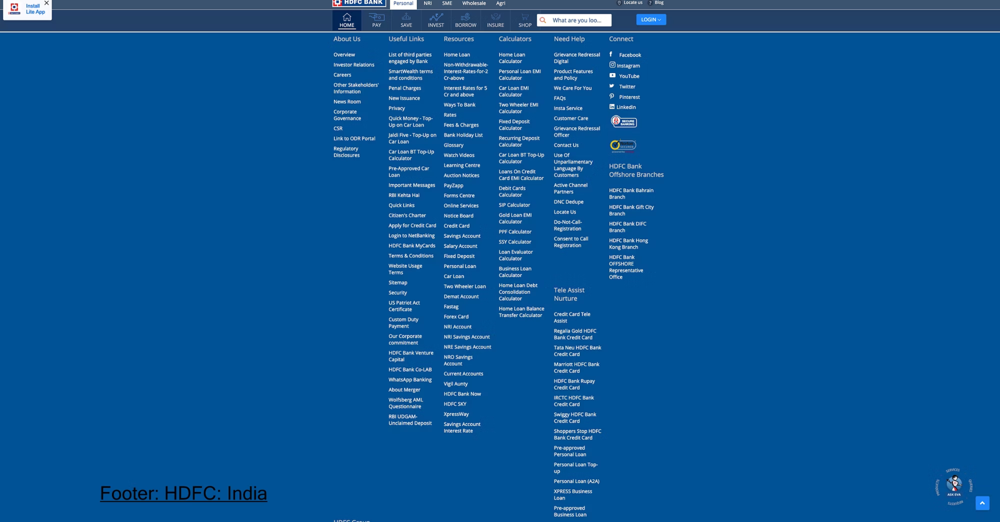 Install
Lite App
HDFC BANK
Personal
NRI
SME
Wholesale
Agri
Locate us
Blog
HOME
PAY
SAVE
INVEST
BORROW
INSURE
SHOP
What are you loo...
LOGIN
About Us
Overview
Investor Relations
Careers
Other Stakeholders'
Information
News Room
Corporate
Governance
CSR
Link to ODR Portal
Regulatory
Disclosures
Useful Links
List of third parties
engaged by Bank
SmartWealth terms
and conditions
Penal Charges
New Issuance
Privacy
Quick Money - Top-
Up on Car Loan
Jaldi Five - Top-Up on
Car Loan
Car Loan BT Top-Up
Calculator
Pre-Approved Car
Loan
Important Messages
RBI Kehta Hai
Quick Links
Citizen's Charter
Apply for Credit Card
Login to NetBanking
HDFC Bank MyCards
Terms & Conditions
Website Usage
Terms
Sitemap
Security
US Patriot Act
Certificate
Custom Duty
Payment
Our Corporate
commitment
HDFC Bank Venture
Capital
HDFC Bank Co-LAB
WhatsApp Banking
About Merger
Wolfsberg AML
Questionnaire
RBI UDGAM-
Unclaimed Deposit
Resources
Home Loan
Non-Withdrawable-
Interest-Rates-for-2
Cr-above
Interest Rates for 5
Cr and above
Ways To Bank
Rates
Fees & Charges
Bank Holiday List
Glossary
Watch Videos
Learning Centre
Auction Notices
PayZapp
Forms Centre
Online Services
Notice Board
Credit Card
Savings Account
Salary Account
Fixed Deposit
Personal Loan
Car Loan
Two Wheeler Loan
Demat Account
Fastag
Forex Card
NRI Account
NRI Savings Account
NRE Savings Account
NRO Savings
Account
Current Accounts
Vigil Aunty
HDFC Bank Now
HDFC SKY
XpressWay
Savings Account
Interest Rate
Calculators
Home Loan
Calculator
Personal Loan EMI
Calculator
Car Loan EMI
Calculator
Two Wheeler EMI
Calculator
Fixed Deposit
Calculator
Recurring Deposit
Calculator
Car Loan BT Top-Up
Calculator
Loans On Credit
Card EMI Calculator
Debit Cards
Calculator
SIP Calculator
Gold Loan EMI
Calculator
PPF Calculator
SSY Calculator
Loan Evaluator
Calculator
Business Loan
Calculator
Home Loan Debt
Consolidation
Calculator
Home Loan Balance
Transfer Calculator
Need Help
Grievance Redressal
Digital
Product Features
and Policy
We Care For You
FAQs
Insta Service
Customer Care
Grievance Redressal
Officer
Contact Us
Use Of
Unparliamentary
Language By
Customers
Active Channel
Partners
DNC Dedupe
Locate Us
Do-Not-Call-
Registration
Consent to Call
Registration
Tele Assist
Nurture
Credit Card Tele
Assist
Regalia Gold HDFC
Bank Credit Card
Tata Neu HDFC Bank
Credit Card
Marriott HDFC Bank
Credit Card
HDFC Bank Rupay
Credit Card
IRCTC HDFC Bank
Credit Card
Swiggy HDFC Bank
Credit Card
Shoppers Stop HDFC
Bank Credit Card
Pre-approved
Personal Loan
Personal Loan Top-
up
Personal Loan (A2A)
XPRESS Business
Loan
Pre-approved
Business Loan
Connect
Facebook
Instagram
YouTube
Twitter
Pinterest
Linkedin
SECURE
BANKING
Norton
SECURED
powered by
HDFC Bank
Offshore Branches
HDFC Bank Bahrain
Branch
HDFC Bank Gift City
Branch
HDFC Bank DIFC
Branch
HDFC Bank Hong
Kong Branch
HDFC Bank
OFFSHORE
Representative
Office
Footer: HDFC: India
SERVICES
PRODUCTS
QUERIES
ASK EVA
REQUESTS
HDFC Group